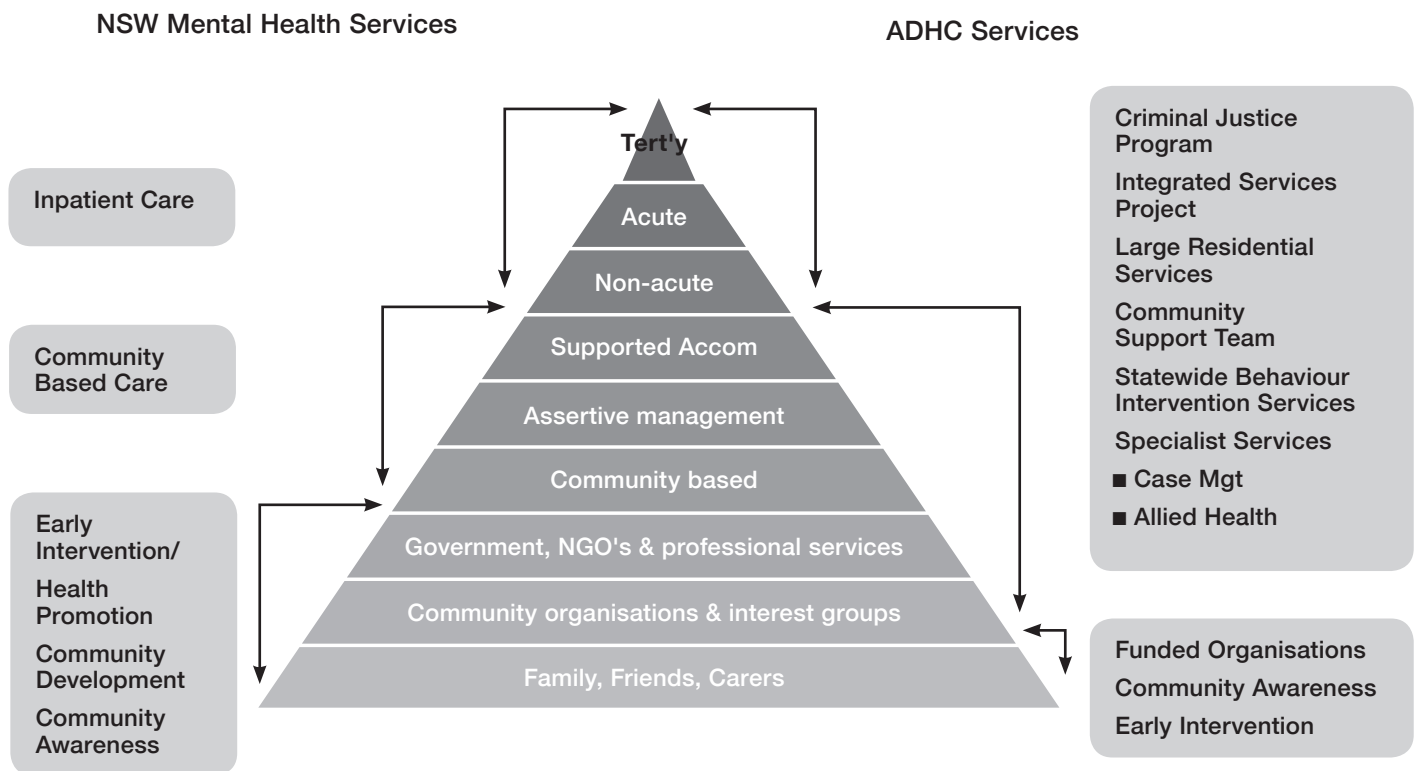 NSW Mental Health Services
ADHC Services
Inpatient Care
Community
Based Care
Early
Intervention/
Health
Promotion
Community
Development
Community
Awareness
Tert'y
Acute
Non-acute
Supported Accom
Assertive management
Community based
Government, NGO's & professional services
Community organisations & interest groups
Family, Friends, Carers
Criminal Justice
Program
Integrated Services
Project
Large Residential
Services
Community
Support Team
Statewide Behaviour
Intervention Services
Specialist Services
■ Case Mgt
■ Allied Health
Funded Organisations
Community Awareness
Early Intervention